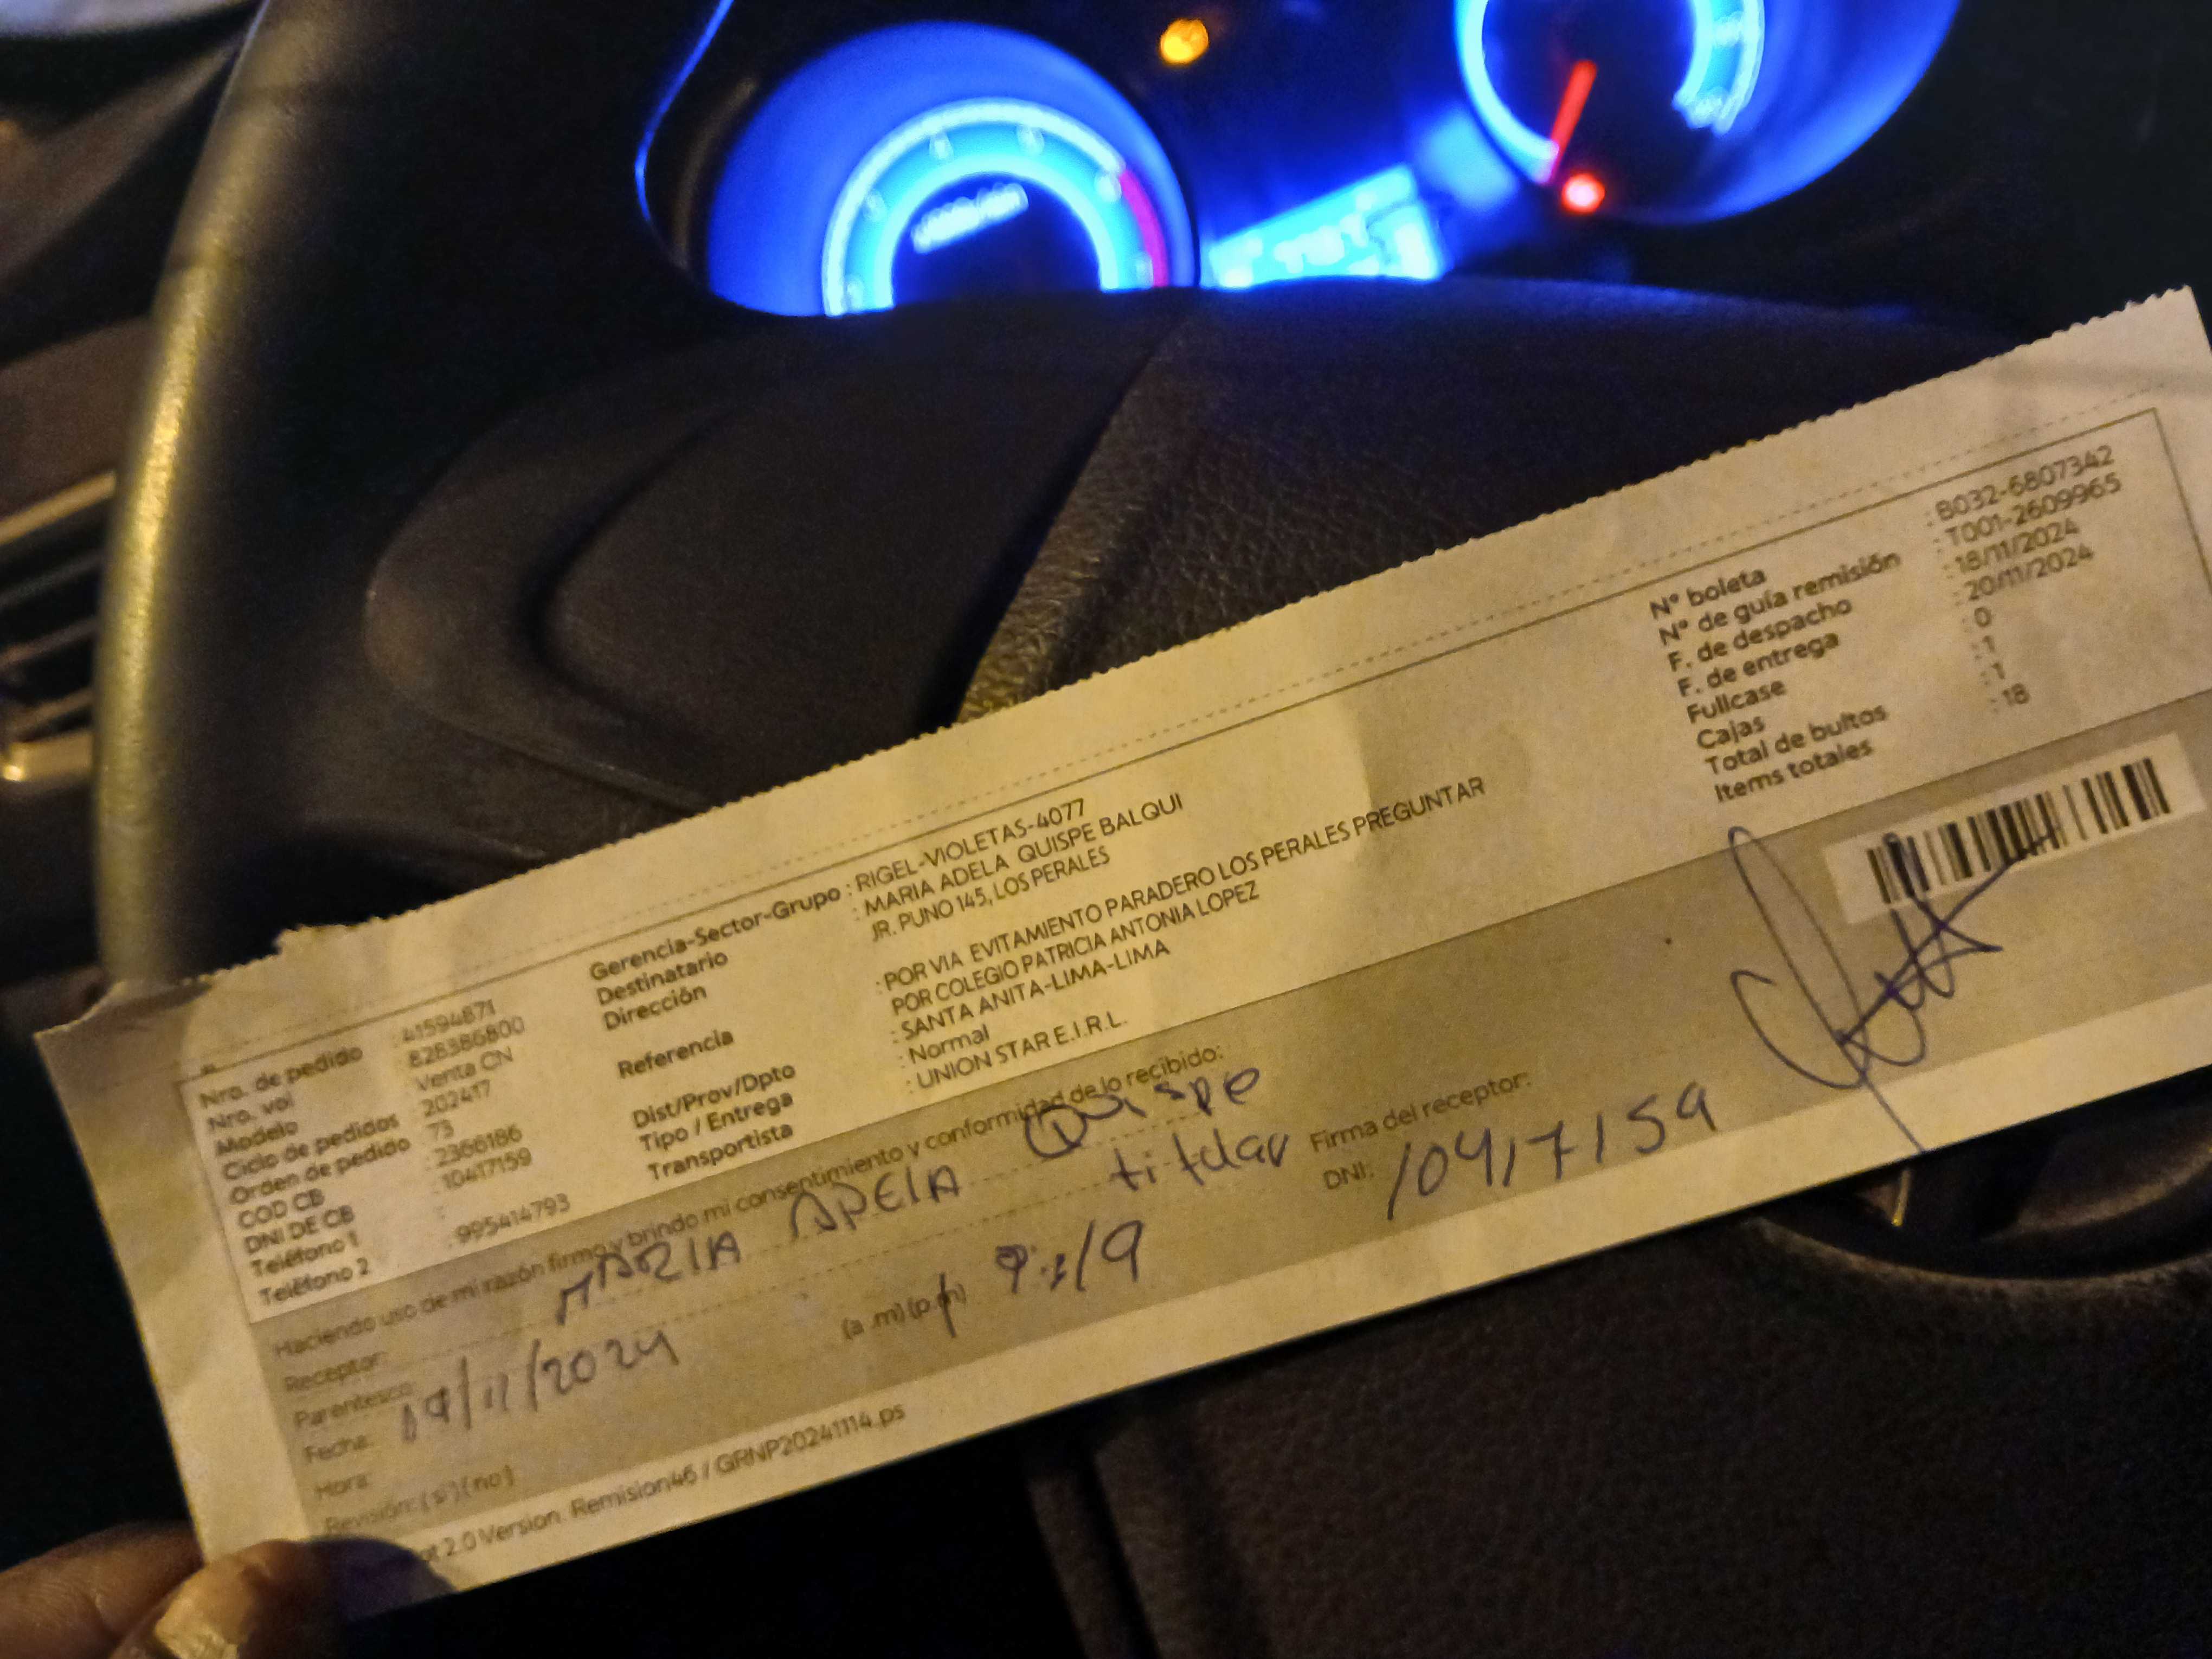 Nro. de pedido : 41594871
Nro. vol : 828386800
Modelo : Venta CN
Ciclo de pedidos : 202417
Orden de pedido : 73
COD CB : 2366186
DNI DE CB : 10417159
Teléfono 1 :
Teléfono 2 : 995414793
Gerencia-Sector-Grupo : RIGEL-VIOLETAS-4077
Destinatario : MARIA ADELA QUISPE BALQUI
Dirección : JR. PUNO 145, LOS PERALES
Referencia : POR VIA EVITAMIENTO PARADERO LOS PERALES PREGUNTAR
POR COLEGIO PATRICIA ANTONIA LOPEZ
Dist/Prov/Dpto : SANTA ANITA-LIMA-LIMA
Tipo / Entrega : Normal
Transportista : UNION STAR E.I.R.L.
N° boleta : B032-6807342
N° de guía remisión : T001-2609965
F. de despacho : 18/11/2024
F. de entrega : 20/11/2024
Fullcase : 0
Cajas : 1
Total de bultos : 1
Items totales : 18
Haciendo uso de mi razón firmo y brindo mi consentimiento y conformidad de lo recibido:
Receptor: MARIA ADELA Quispe
Parentesco: titular
Fecha: 19/11/2024
Hora: (a .m) (p.m) 9:19
Revisión: (s) (no)
Firma del receptor:
DNI: 10417159
2.0 Version: Remision46 / GRNP20241114.ps